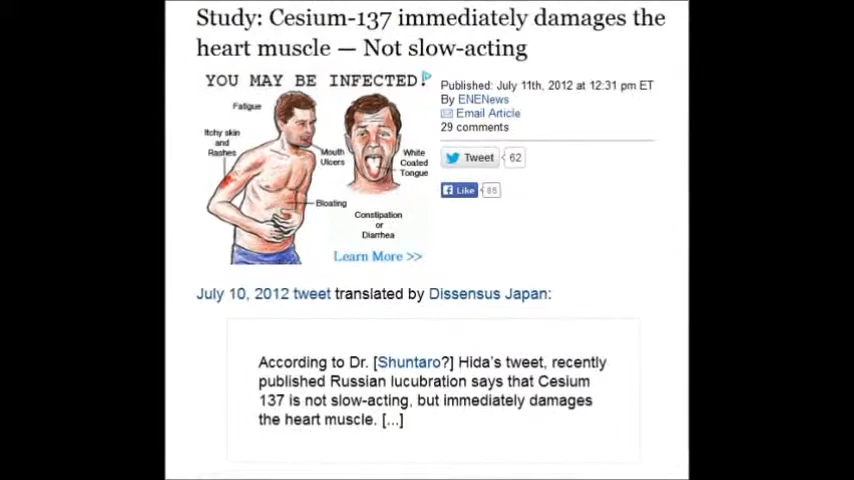 Study: Cesium-137 immediately damages the
heart muscle — Not slow-acting
YOU MAY BE INFECTED!
Fatigue
Itchy skin
and
Rashes
Mouth
Ulcers
White
Coated
Tongue
Bloating
Constipation
or
Diarrhea
Learn More >>
Published: July 11th, 2012 at 12:31 pm ET
By ENENews
Email Article
29 comments
Tweet 62
Like 85
July 10, 2012 tweet translated by Dissensus Japan:
According to Dr. [Shuntaro?] Hida's tweet, recently
published Russian lucubration says that Cesium
137 is not slow-acting, but immediately damages
the heart muscle. [...]